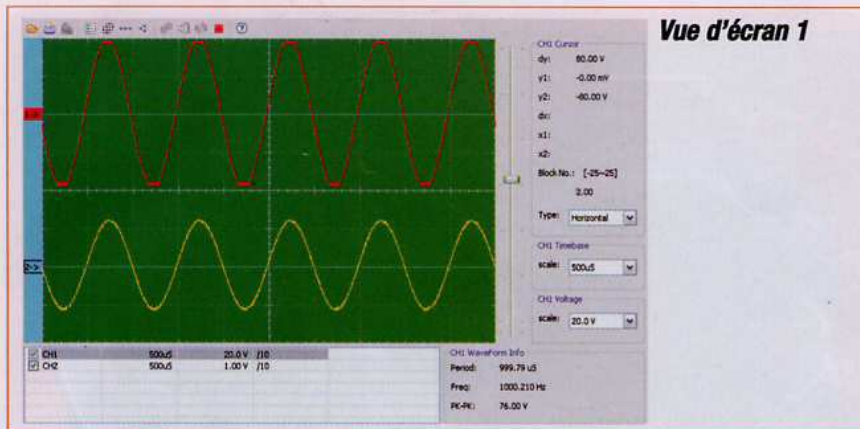 Vue d'écran 1
CH1 Cursor
dy: 80.00 V
y1: -0.00 mV
y2: -80.00 V
dx:
x1:
x2:
Block No.: [-25~25]
2.00
Type: Horizontal
CH1 Timebase
scale: 500uS
CH1 Voltage
scale: 20.0 V
CH1 500uS 20.0 V /10
CH2 500uS 1.00 V /10
CH1 WaveForm Info
Period: 999.79 uS
Freq: 1000.210 Hz
PK-PK: 76.00 V